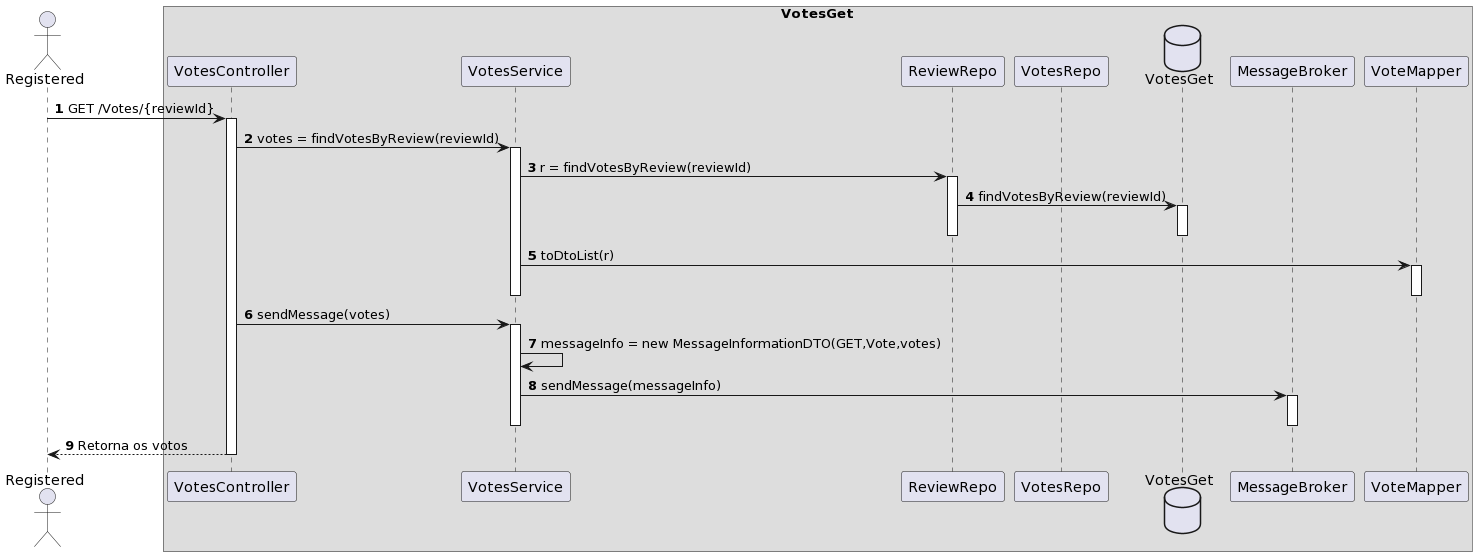 VotesGet
Registered
VotesController
VotesService
ReviewRepo
VotesRepo
VotesGet
MessageBroker
VoteMapper
1 GET /Votes/{reviewId}
2 votes = findVotesByReview(reviewId)
3 r = findVotesByReview(reviewId)
4 findVotesByReview(reviewId)
5 toDtoList(r)
6 sendMessage(votes)
7 messageInfo = new MessageInformationDTO(GET,Vote,votes)
8 sendMessage(messageInfo)
9 Retorna os votos
Registered
VotesController
VotesService
ReviewRepo
VotesRepo
VotesGet
MessageBroker
VoteMapper